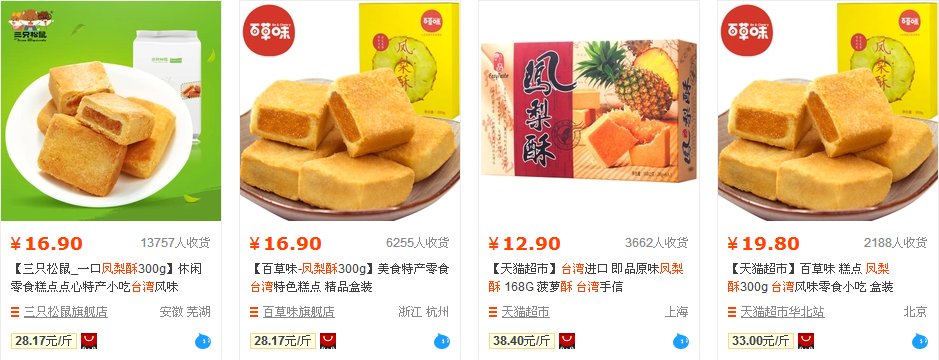 三只松鼠
三只松鼠
¥16.90 13757人收货
【三只松鼠_一口凤梨酥300g】休闲
零食糕点点心特产小吃台湾风味
三只松鼠旗舰店 安徽 芜湖
28.17元/斤
百草味
凤梨酥
¥16.90 6255人收货
【百草味-凤梨酥300g】美食特产零食
台湾特色糕点 精品盒装
百草味旗舰店 浙江 杭州
28.17元/斤
即品
鳳梨酥
¥12.90 3662人收货
【天猫超市】台湾进口 即品原味凤梨
酥 168G 菠萝酥 台湾手信
天猫超市 上海
38.40元/斤
百草味
凤梨酥
¥19.80 2188人收货
【天猫超市】百草味 糕点 凤梨
酥300g 台湾风味零食小吃 盒装
天猫超市华北站 北京
33.00元/斤